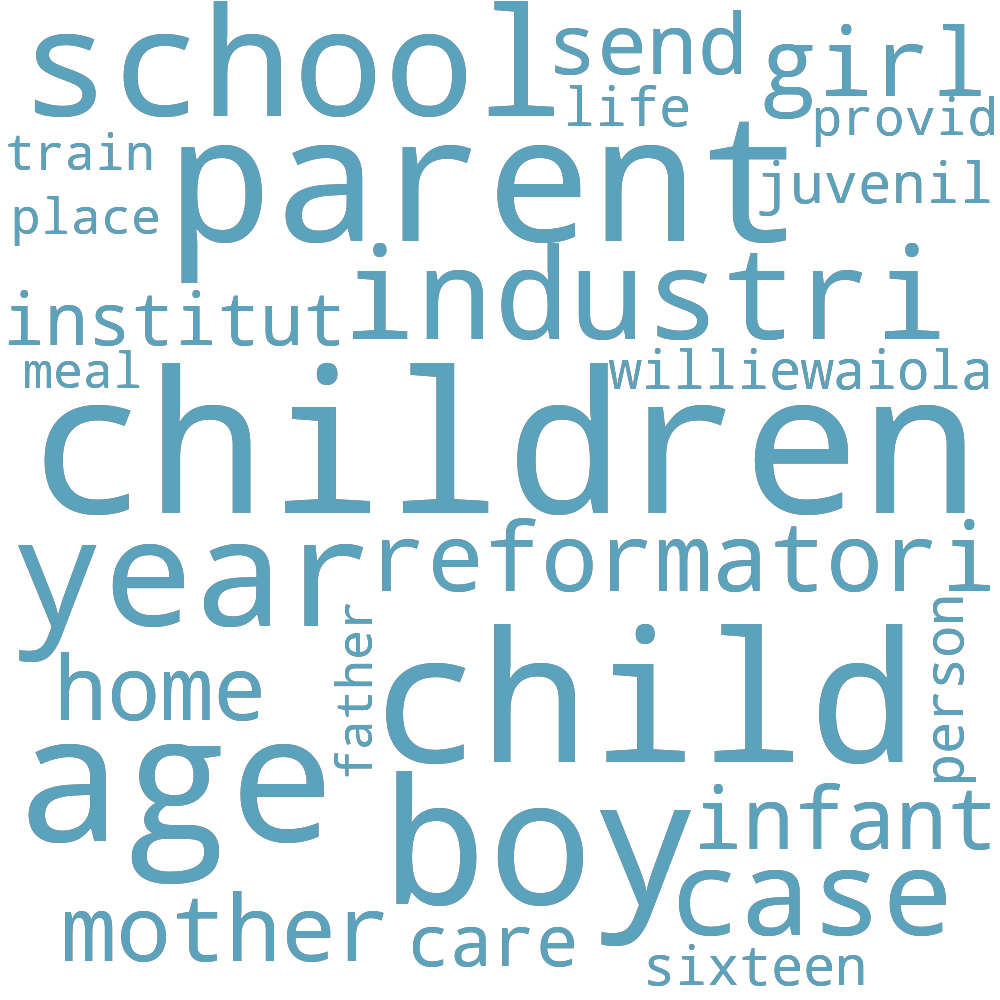 school
send
girl
life
provid
train
parent
juvenil
place
industri
institut
meal
williewaiola
children
year
reformatori
father
person
home
child
age
boy
infant
case
mother
care
sixteen